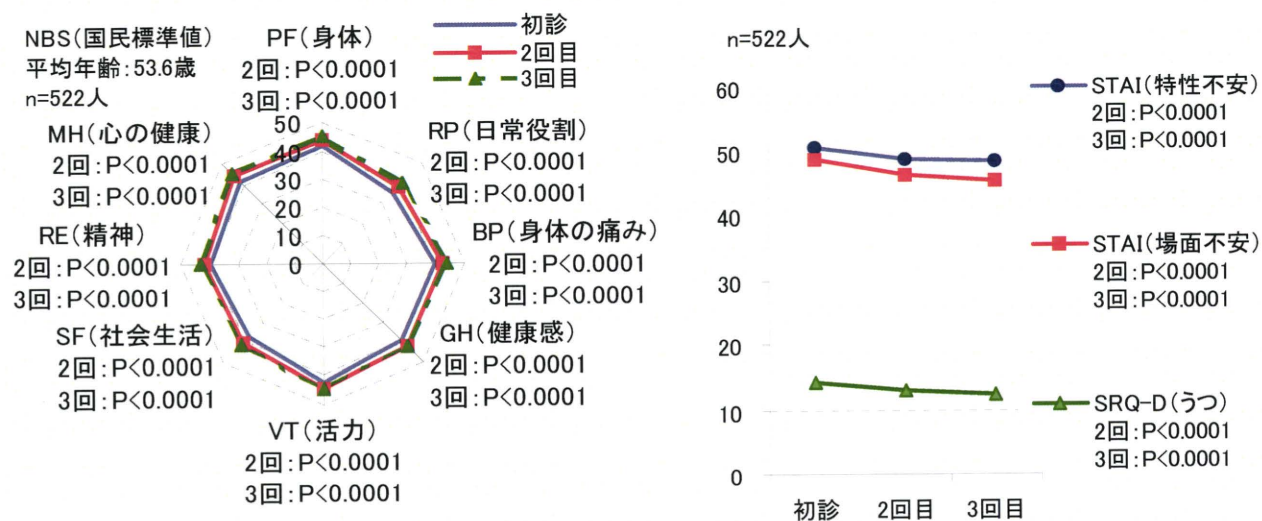 NBS(国民標準値)
平均年齢:53.6歳
n=522人
PF(身体)
2回:P<0.0001
3回:P<0.0001
初診
2回目
3回目
MH(心の健康)
2回:P<0.0001
3回:P<0.0001
RP(日常役割)
2回:P<0.0001
3回:P<0.0001
RE(精神)
2回:P<0.0001
3回:P<0.0001
BP(身体の痛み)
2回:P<0.0001
3回:P<0.0001
SF(社会生活)
2回:P<0.0001
3回:P<0.0001
GH(健康感)
2回:P<0.0001
3回:P<0.0001
VT(活力)
2回:P<0.0001
3回:P<0.0001
50
40
30
20
10
0
n=522人
60
50
40
30
20
10
0
初診 2回目 3回目
STAI(特性不安)
2回:P<0.0001
3回:P<0.0001
STAI(場面不安)
2回:P<0.0001
3回:P<0.0001
SRQ-D(うつ)
2回:P<0.0001
3回:P<0.0001